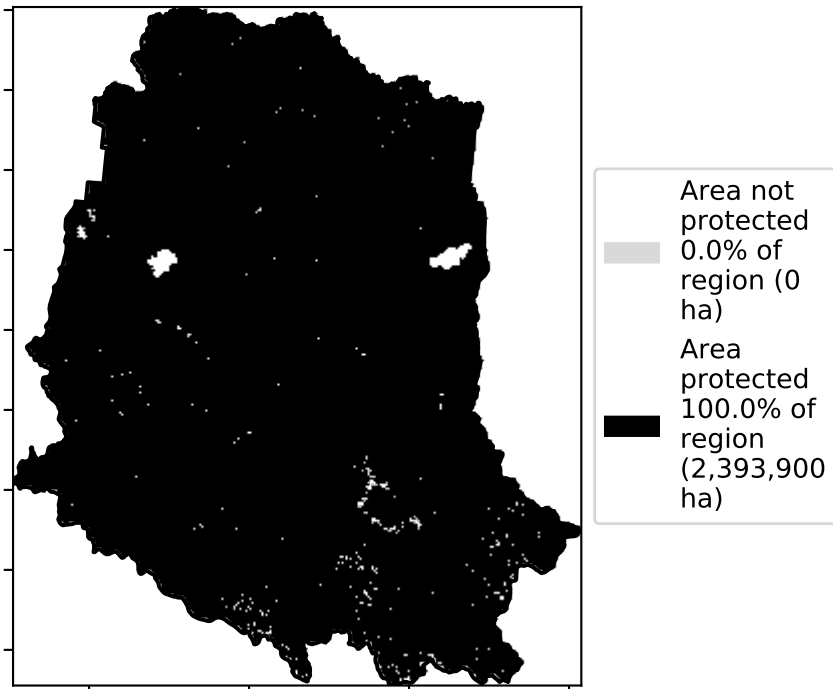 Area not
protected
0.0% of
region (0
ha)
Area
protected
100.0% of
region
(2,393,900
ha)